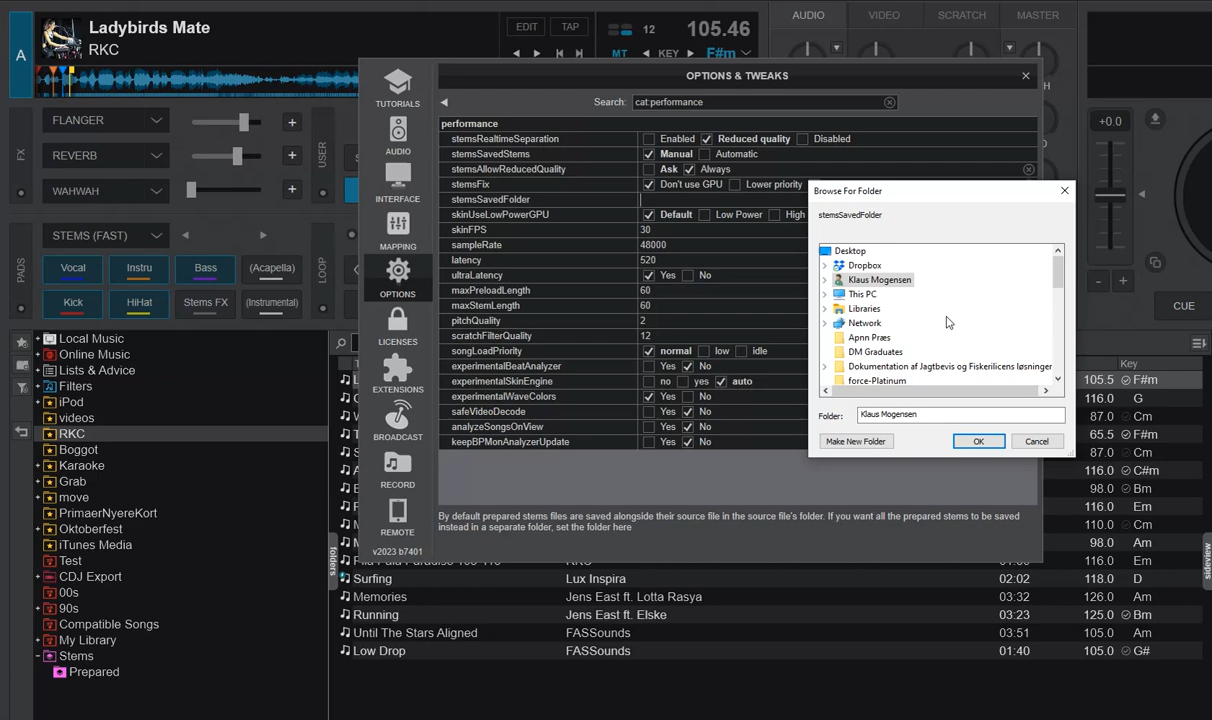 A
Ladybirds Mate
RKC
EDIT
TAP
12
105.46
MT
KEY
F#m
AUDIO
VIDEO
SCRATCH
MASTER
FX
FLANGER
REVERB
WAHWAH
USER
PADS
STEMS (FAST)
Vocal
Instru
Bass
(Acapella)
Kick
HiHat
Stems FX
(Instrumental)
LOOP
+0.0
CUE
TUTORIALS
AUDIO
INTERFACE
MAPPING
OPTIONS
LICENSES
EXTENSIONS
BROADCAST
RECORD
REMOTE
v2023 b7401
OPTIONS & TWEAKS
Search:
cat:performance
performance
stemsRealtimeSeparation Enabled Reduced quality Disabled
stemsSavedStems Manual Automatic
stemsAllowReducedQuality Ask Always
stemsFix Don't use GPU Lower priority
stemsSavedFolder
skinUseLowPowerGPU Default Low Power High
skinFPS 30
sampleRate 48000
latency 520
ultraLatency Yes No
maxPreloadLength 60
maxStemLength 60
pitchQuality 2
scratchFilterQuality 12
songLoadPriority normal low idle
experimentalBeatAnalyzer Yes No
experimentalSkinEngine no yes auto
experimentalWaveColors Yes No
safeVideoDecode Yes No
analyzeSongsOnView Yes No
keepBPMonAnalyzerUpdate Yes No
By default prepared stems files are saved alongside their source file in the source file's folder. If you want all the prepared stems to be saved
instead in a separate folder, set the folder here
Browse For Folder
stemsSavedFolder
Desktop
Dropbox
Klaus Mogensen
This PC
Libraries
Network
Apnn Præs
DM Graduates
Dokumentation af Jagtbevis og Fiskerilicens løsninger
force-Platinum
Folder:
Klaus Mogensen
Make New Folder
OK
Cancel
Local Music
Online Music
Lists & Advice
Filters
iPod
videos
RKC
Boggot
Karaoke
Grab
move
PrimaerNyereKort
Oktoberfest
iTunes Media
Test
CDJ Export
00s
90s
Compatible Songs
My Library
Stems
Prepared
folders
sideview
Key
105.5 F#m
116.0 G
87.0 Cm
65.5 F#m
87.0 Cm
116.0 C#m
98.0 Bm
116.0 Em
110.0 Cm
98.0 Am
RKC 116.0 Em
Surfing Lux Inspira 02:02 118.0 D
Memories Jens East ft. Lotta Rasya 03:32 126.0 Am
Running Jens East ft. Elske 03:23 125.0 Bm
Until The Stars Aligned FASSounds 03:51 105.0 Am
Low Drop FASSounds 01:40 105.0 G#